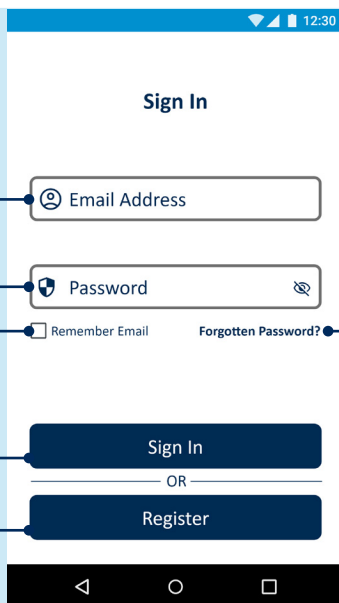 12:30
Sign In
Email Address
Password
Remember Email Forgotten Password?
Sign In
OR
Register